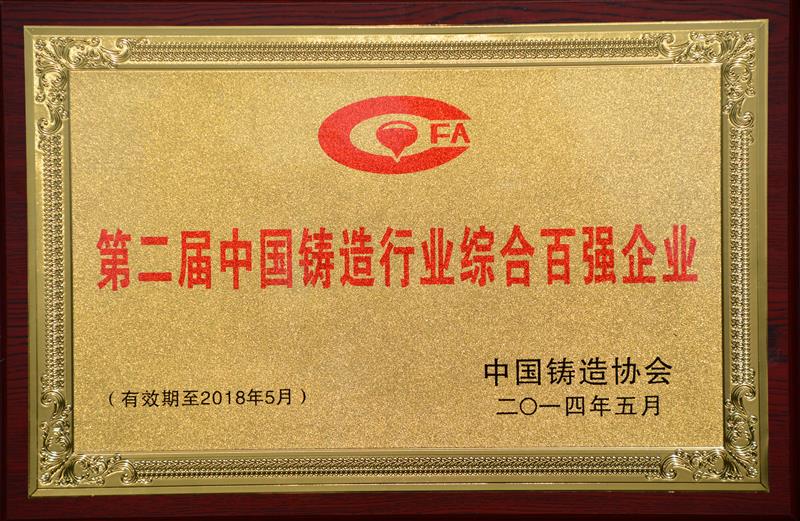 FA
第二届中国铸造行业综合百强企业
中国铸造协会
（有效期至2018年5月）
二〇一四年五月